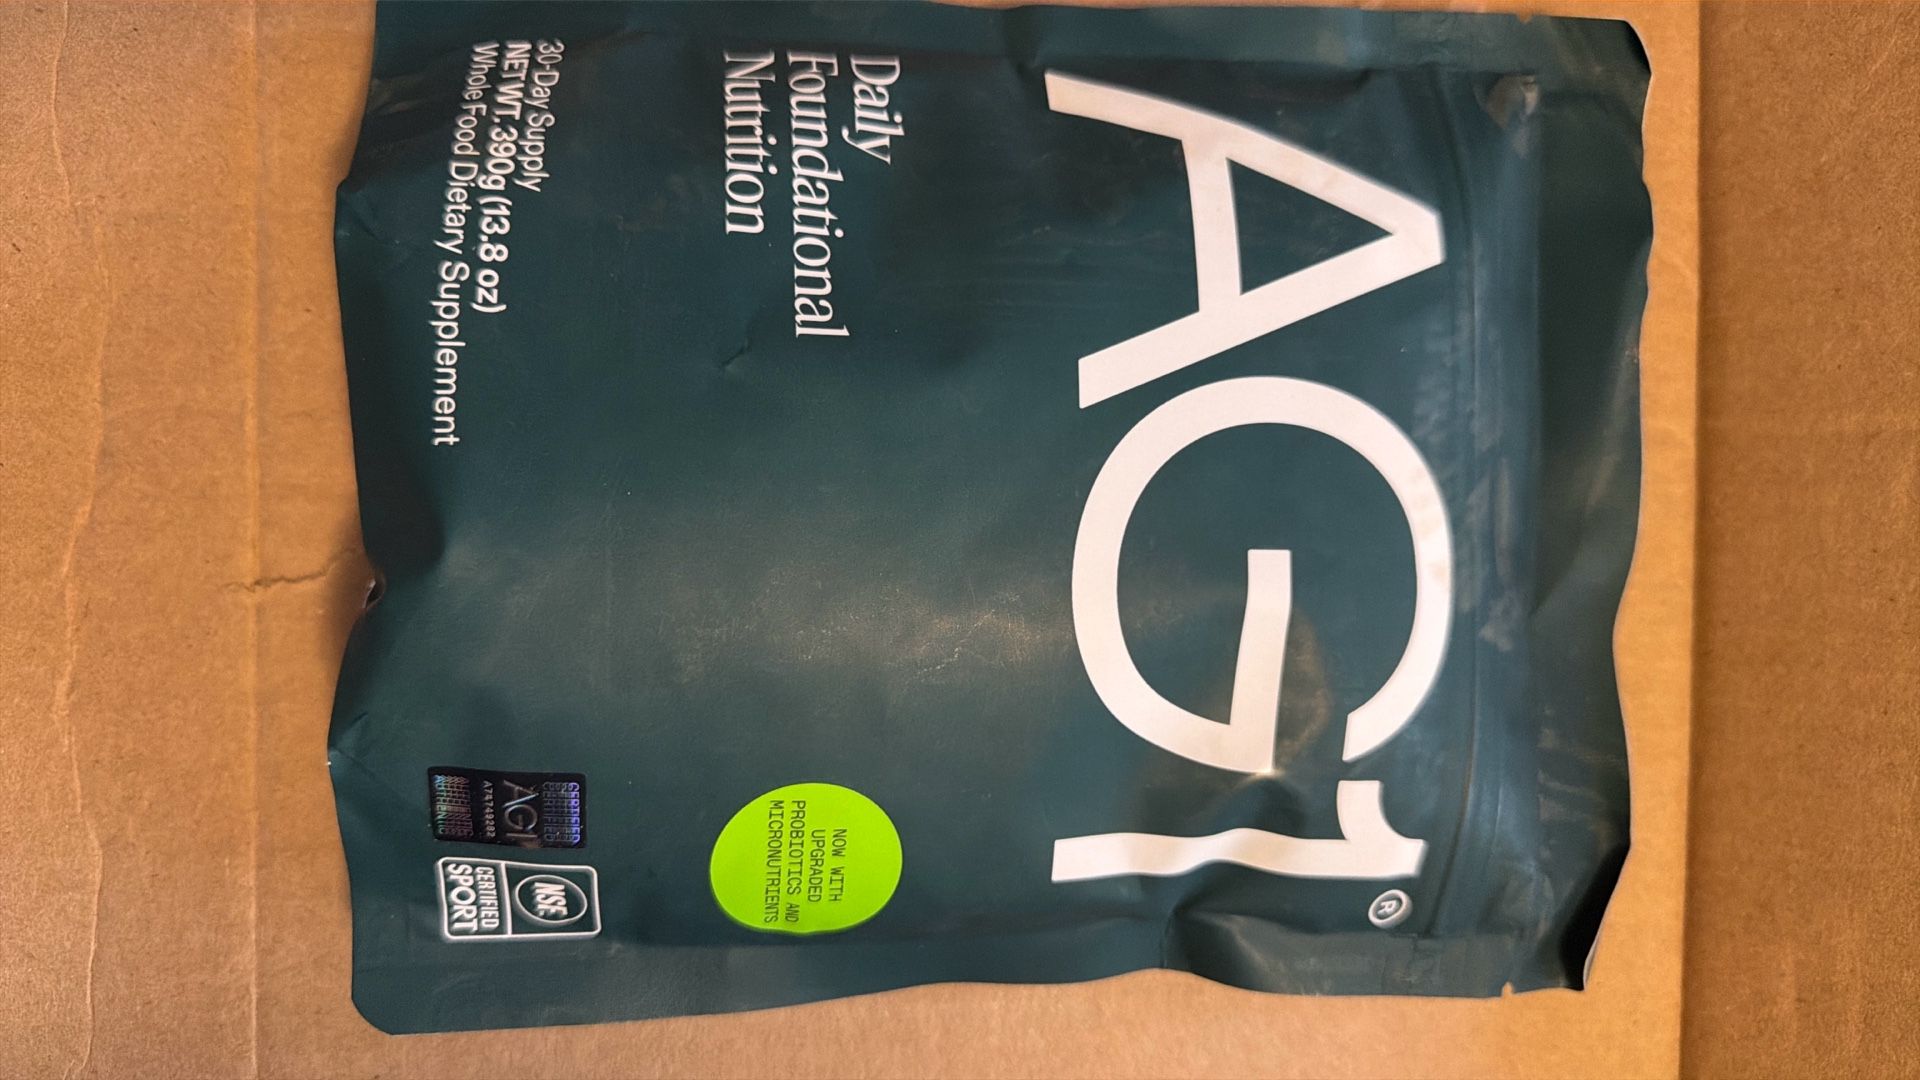 AG1®
Daily
Foundational
Nutrition
NOW WITH
UPGRADED
PROBIOTICS AND
MICRONUTRIENTS
30-Day Supply
NET WT. 390g (13.8 oz)
Whole Food Dietary Supplement
CERTIFIED
AG1
A7A749282
AUTHENTIC
NSF®
CERTIFIED
SPORT